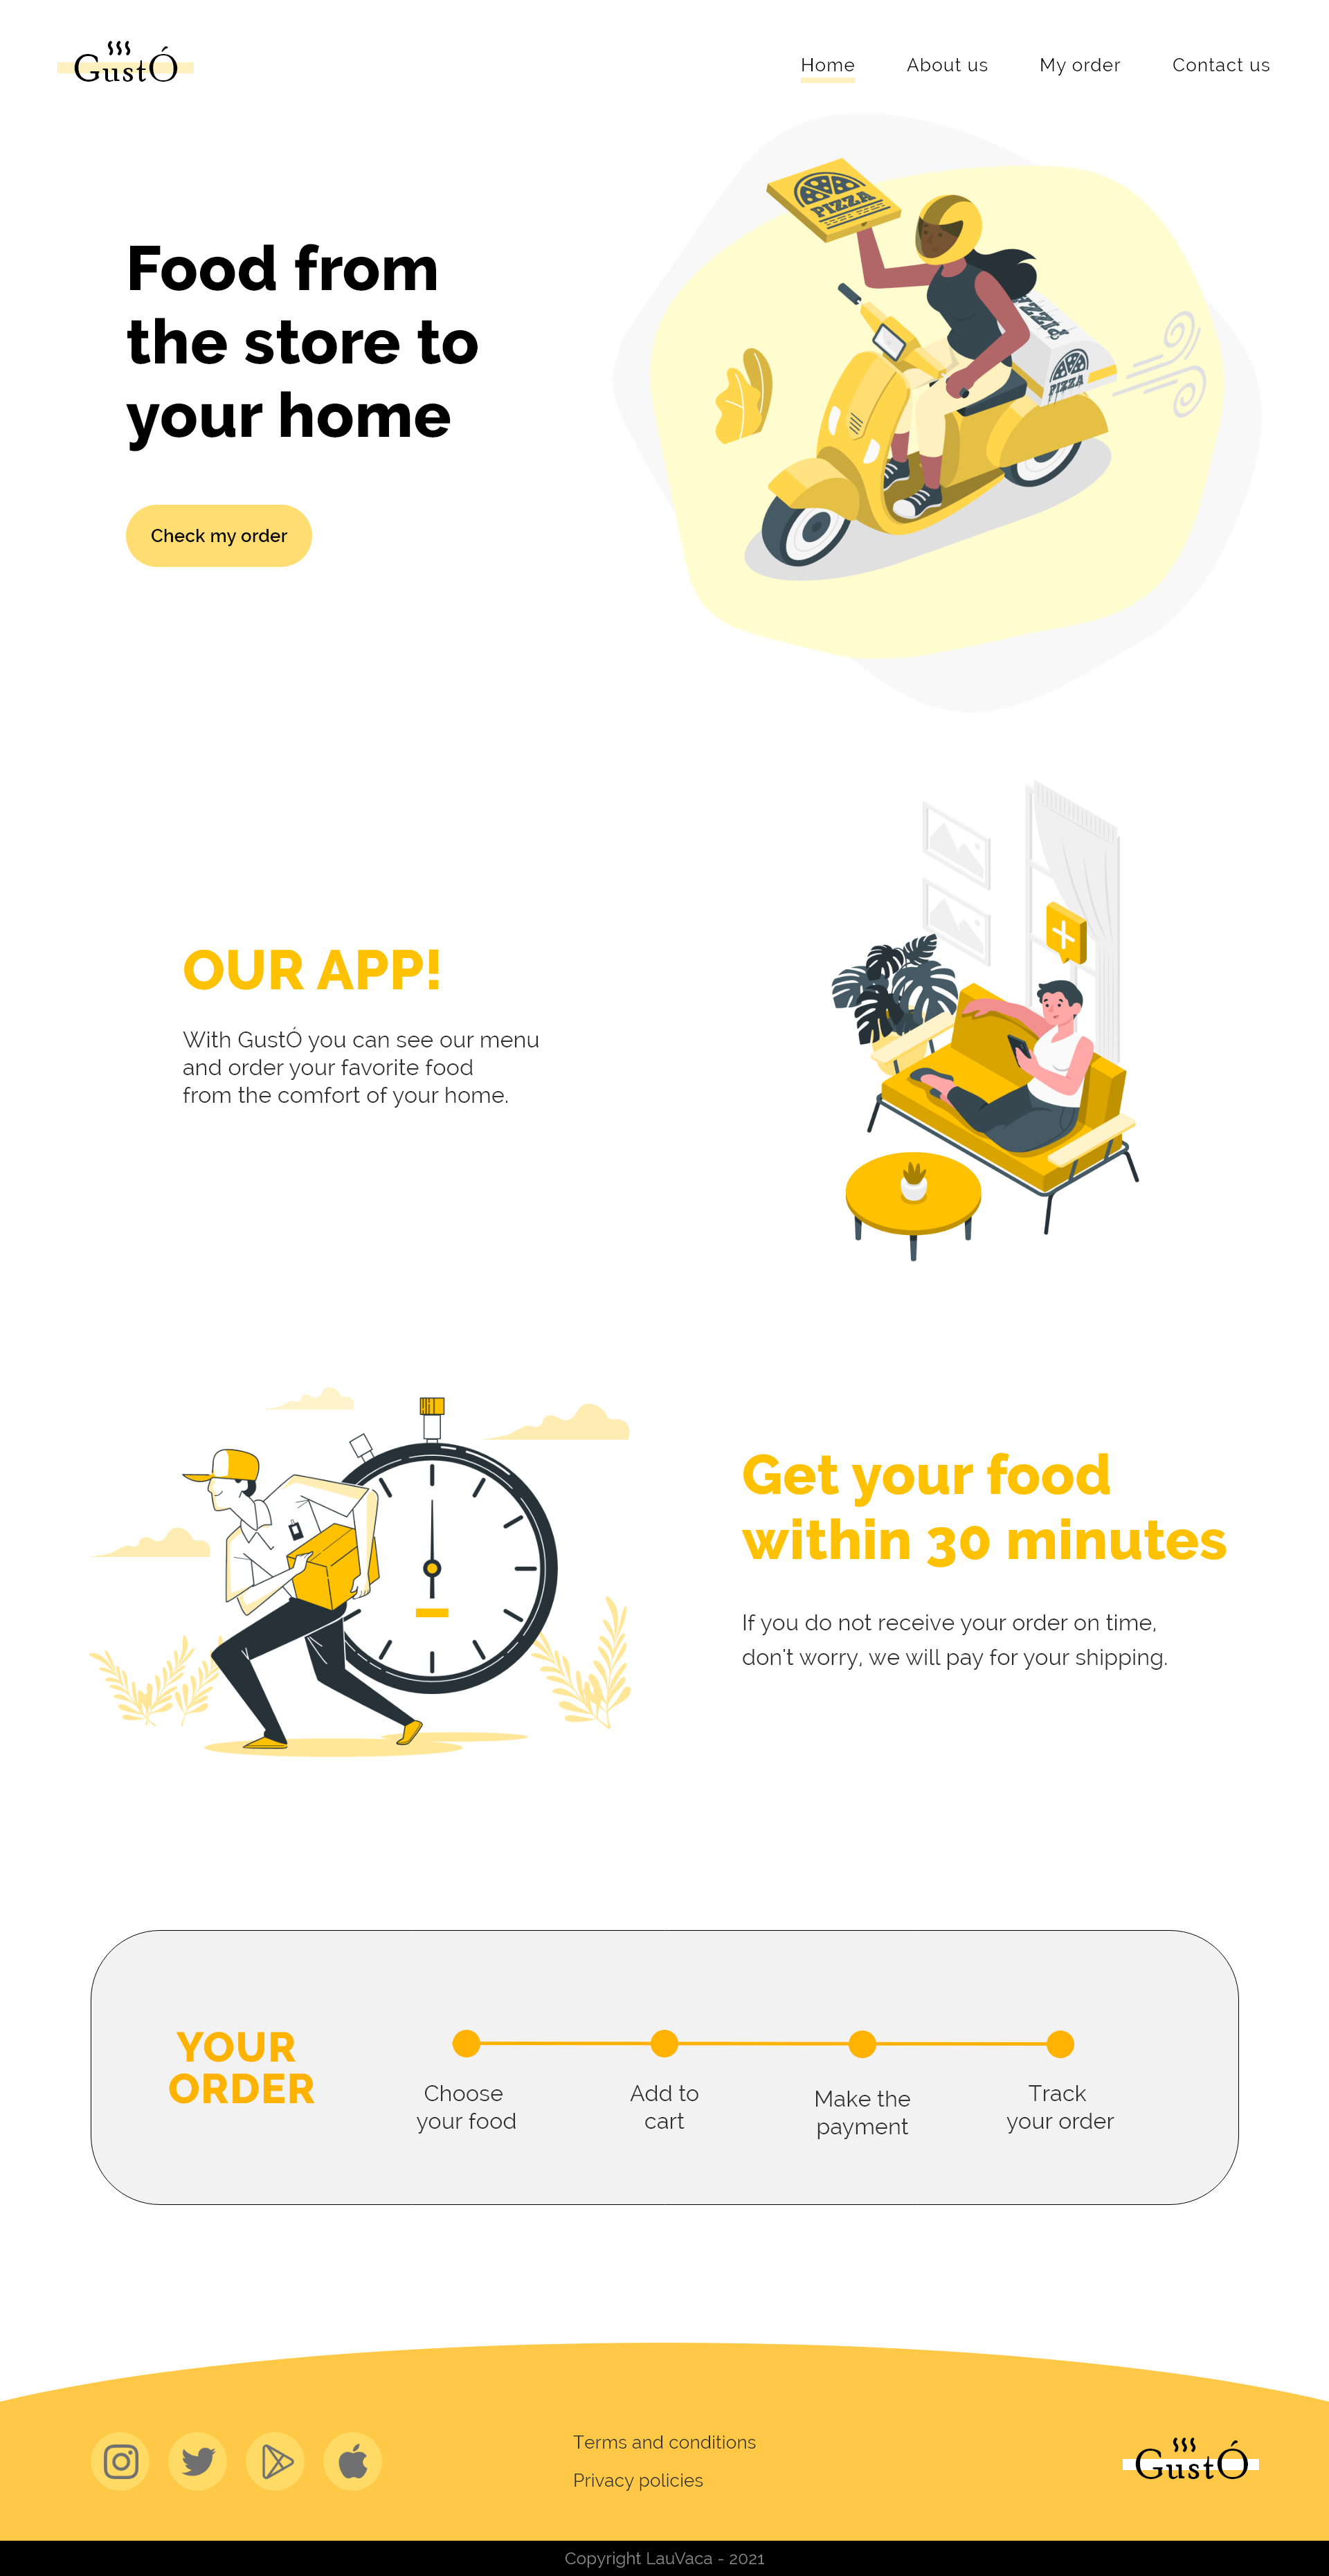 GustÓ
Home
About us
My order
Contact us
PIZZA
PIZZA
PIZZA
Food from
the store to
your home
Check my order
OUR APP!
With GustÓ you can see our menu
and order your favorite food
from the comfort of your home.
Get your food
within 30 minutes
If you do not receive your order on time,
don't worry, we will pay for your shipping.
YOUR
ORDER
Choose
your food
Add to
cart
Make the
payment
Track
your order
Terms and conditions
Privacy policies
GustÓ
Copyright LauVaca - 2021